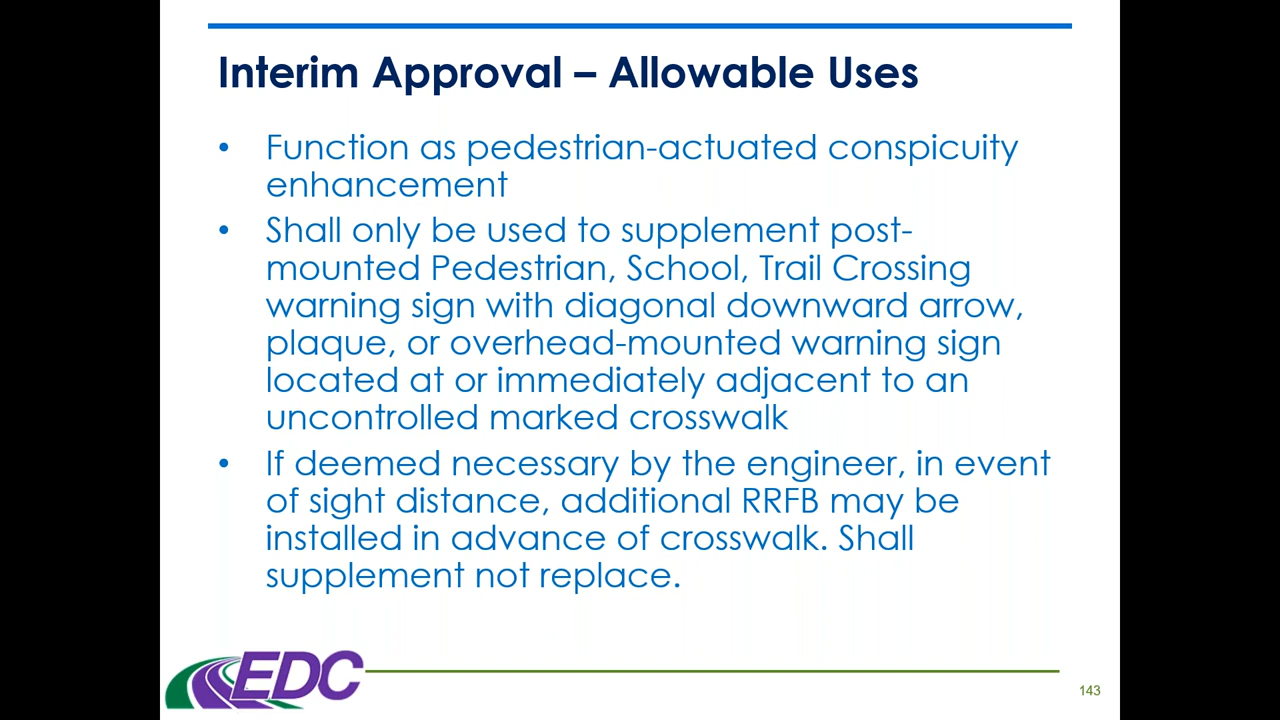 Interim Approval – Allowable Uses
• Function as pedestrian-actuated conspicuity
enhancement
• Shall only be used to supplement post-
mounted Pedestrian, School, Trail Crossing
warning sign with diagonal downward arrow,
plaque, or overhead-mounted warning sign
located at or immediately adjacent to an
uncontrolled marked crosswalk
• If deemed necessary by the engineer, in event
of sight distance, additional RRFB may be
installed in advance of crosswalk. Shall
supplement not replace.
EDC
143